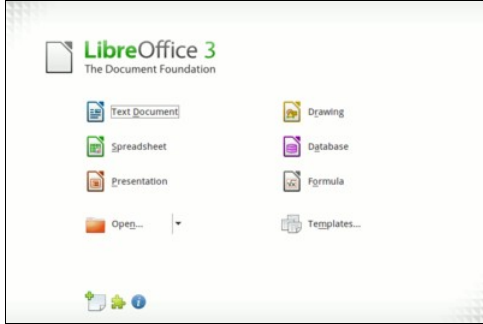 LibreOffice 3
The Document Foundation
Text Document
Drawing
Spreadsheet
Database
Presentation
Formula
Open...
Templates...